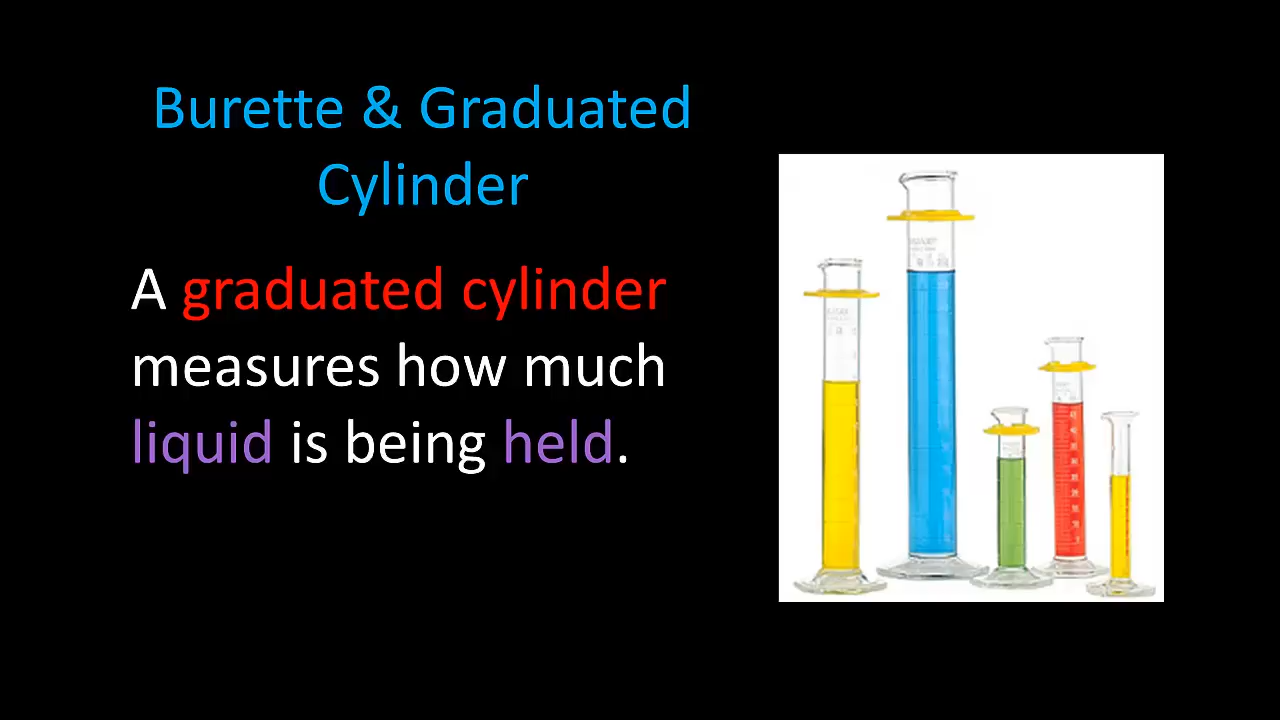 Burette & Graduated
Cylinder
A graduated cylinder
measures how much
liquid is being held.